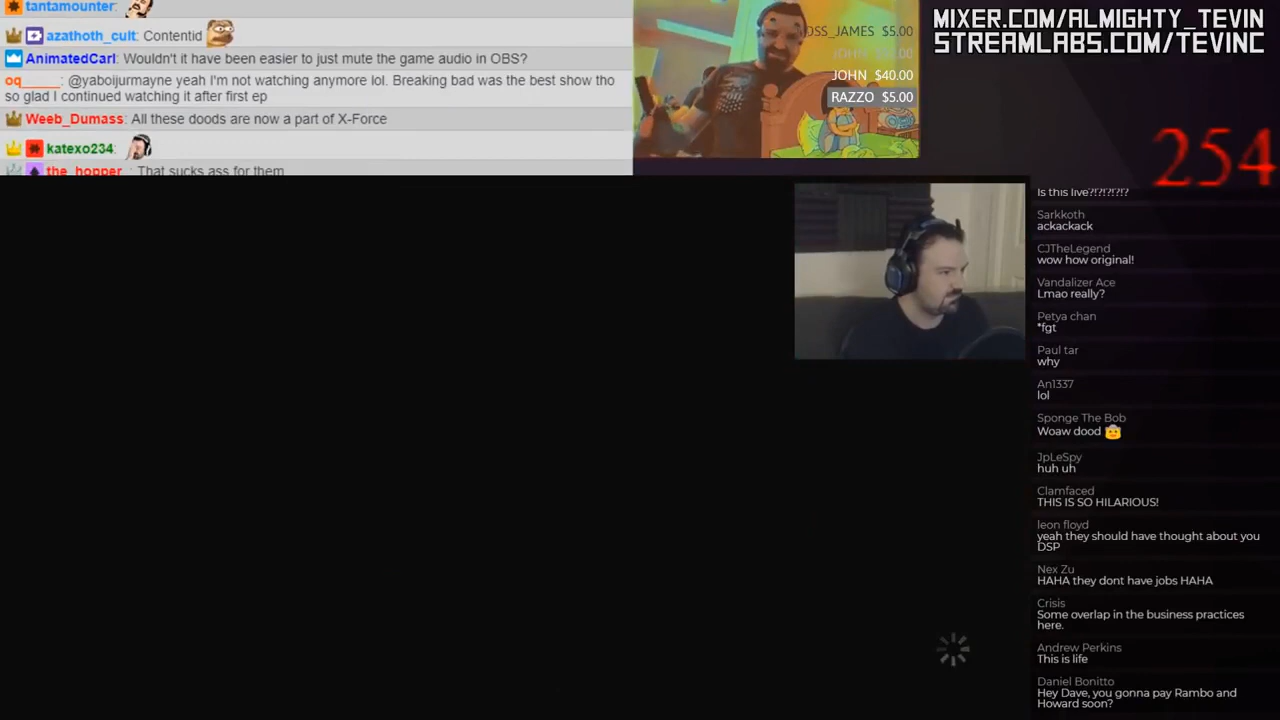 tantamounter:
azathoth_cult: Contentid
AnimatedCarl: Wouldn't it have been easier to just mute the game audio in OBS?
oq_____: @yaboijurmayne yeah I'm not watching anymore lol. Breaking bad was the best show tho
so glad I continued watching it after first ep
Weeb_Dumass: All these doods are now a part of X-Force
katexo234:
the_hopper : That sucks ass for them
OSS_JAMES $5.00
JOHN $40.00
RAZZO $5.00
MIXER.COM/ALMIGHTY_TEVIN
STREAMLABS.COM/TEVINC
254
Is this live?!?!?!?!?
Sarkkoth
ackackack
CJTheLegend
wow how original!
Vandalizer Ace
Lmao really?
Petya chan
*fgt
Paul tar
why
An1337
lol
Sponge The Bob
Woaw dood
JpLeSpy
huh uh
Clamfaced
THIS IS SO HILARIOUS!
leon floyd
yeah they should have thought about you
DSP
Nex Zu
HAHA they dont have jobs HAHA
Crisis
Some overlap in the business practices
here.
Andrew Perkins
This is life
Daniel Bonitto
Hey Dave, you gonna pay Rambo and
Howard soon?